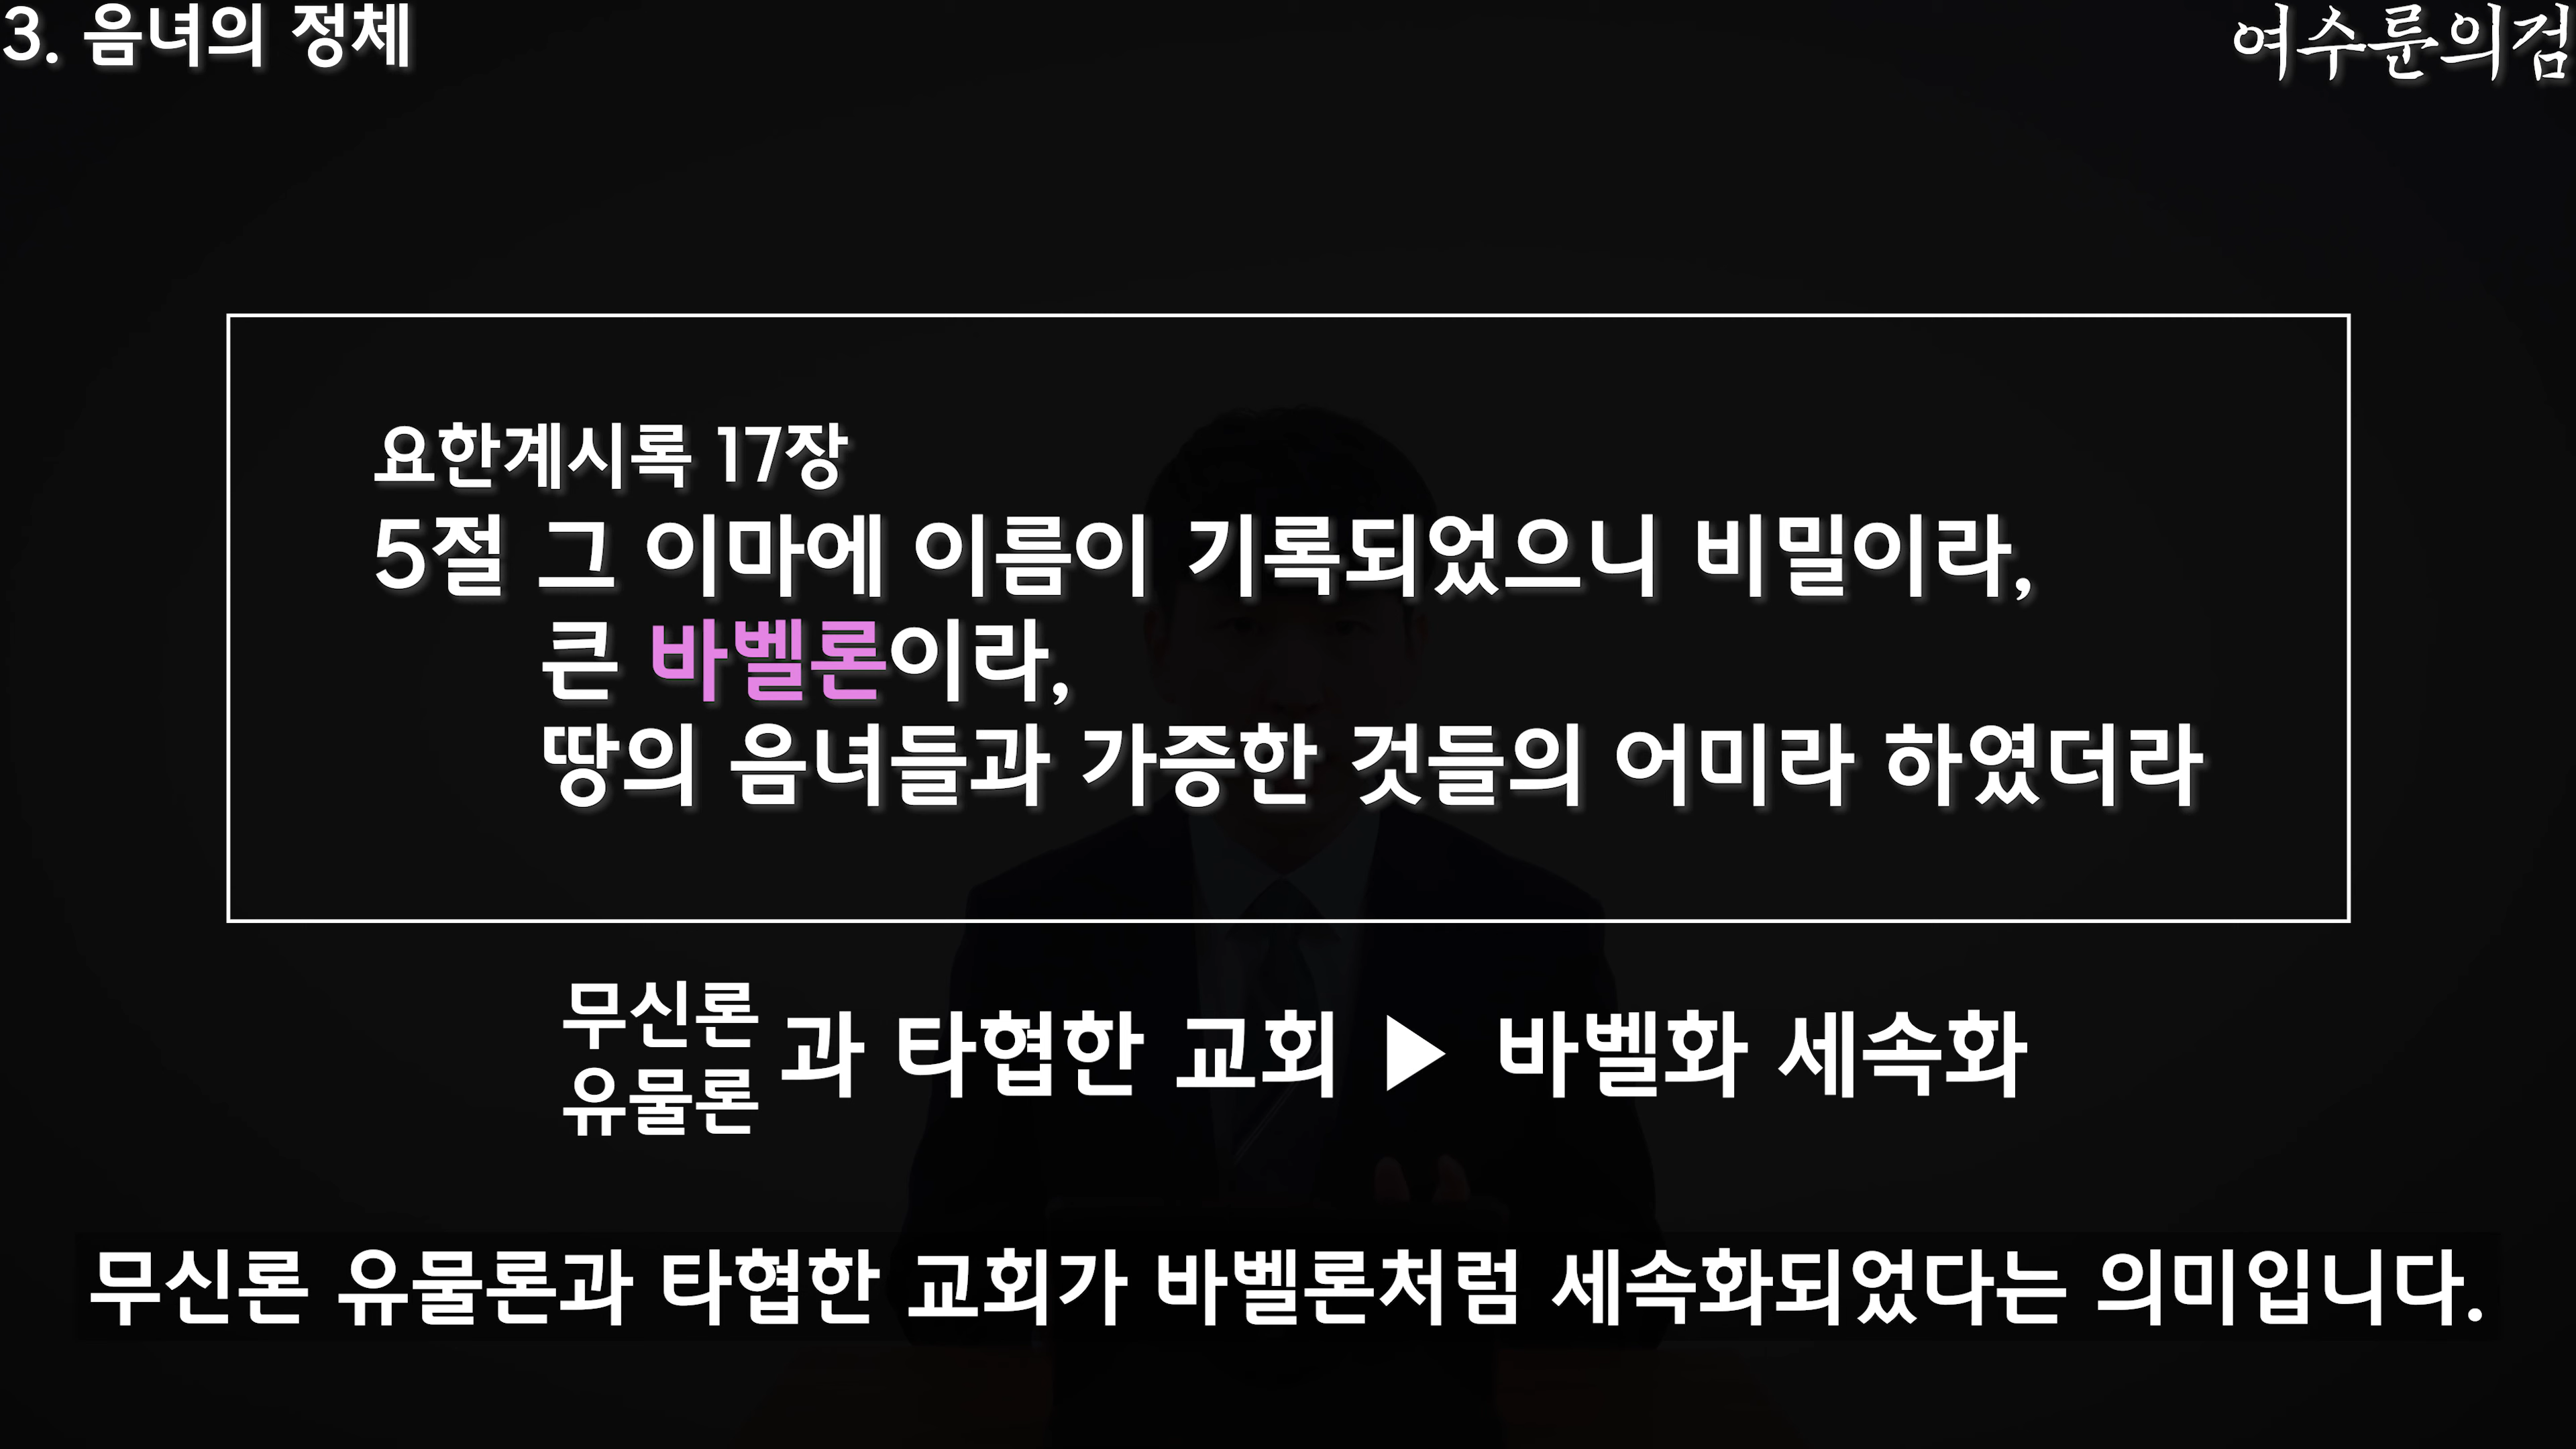 3. 음녀의 정체
여수룬의검
요한계시록 17장
5절 그 이마에 이름이 기록되었으니 비밀이라,
큰 바벨론이라,
땅의 음녀들과 가증한 것들의 어미라 하였더라
무신론
유물론
과 타협한 교회 ▶ 바벨화 세속화
무신론 유물론과 타협한 교회가 바벨론처럼 세속화되었다는 의미입니다.